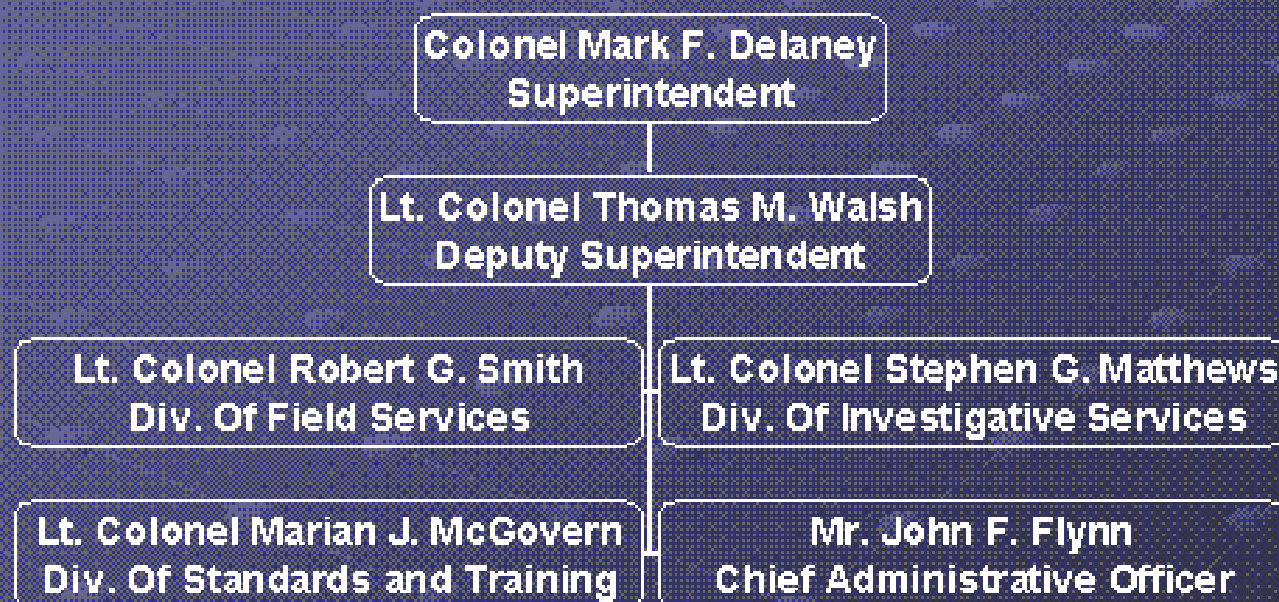 Colonel Mark F. Delaney
Superintendent
Lt. Colonel Thomas M. Walsh
Deputy Superintendent
Lt. Colonel Robert G. Smith
Div. Of Field Services
Lt. Colonel Stephen G. Matthews
Div. Of Investigative Services
Lt. Colonel Marian J. McGovern
Div. Of Standards and Training
Mr. John F. Flynn
Chief Administrative Officer